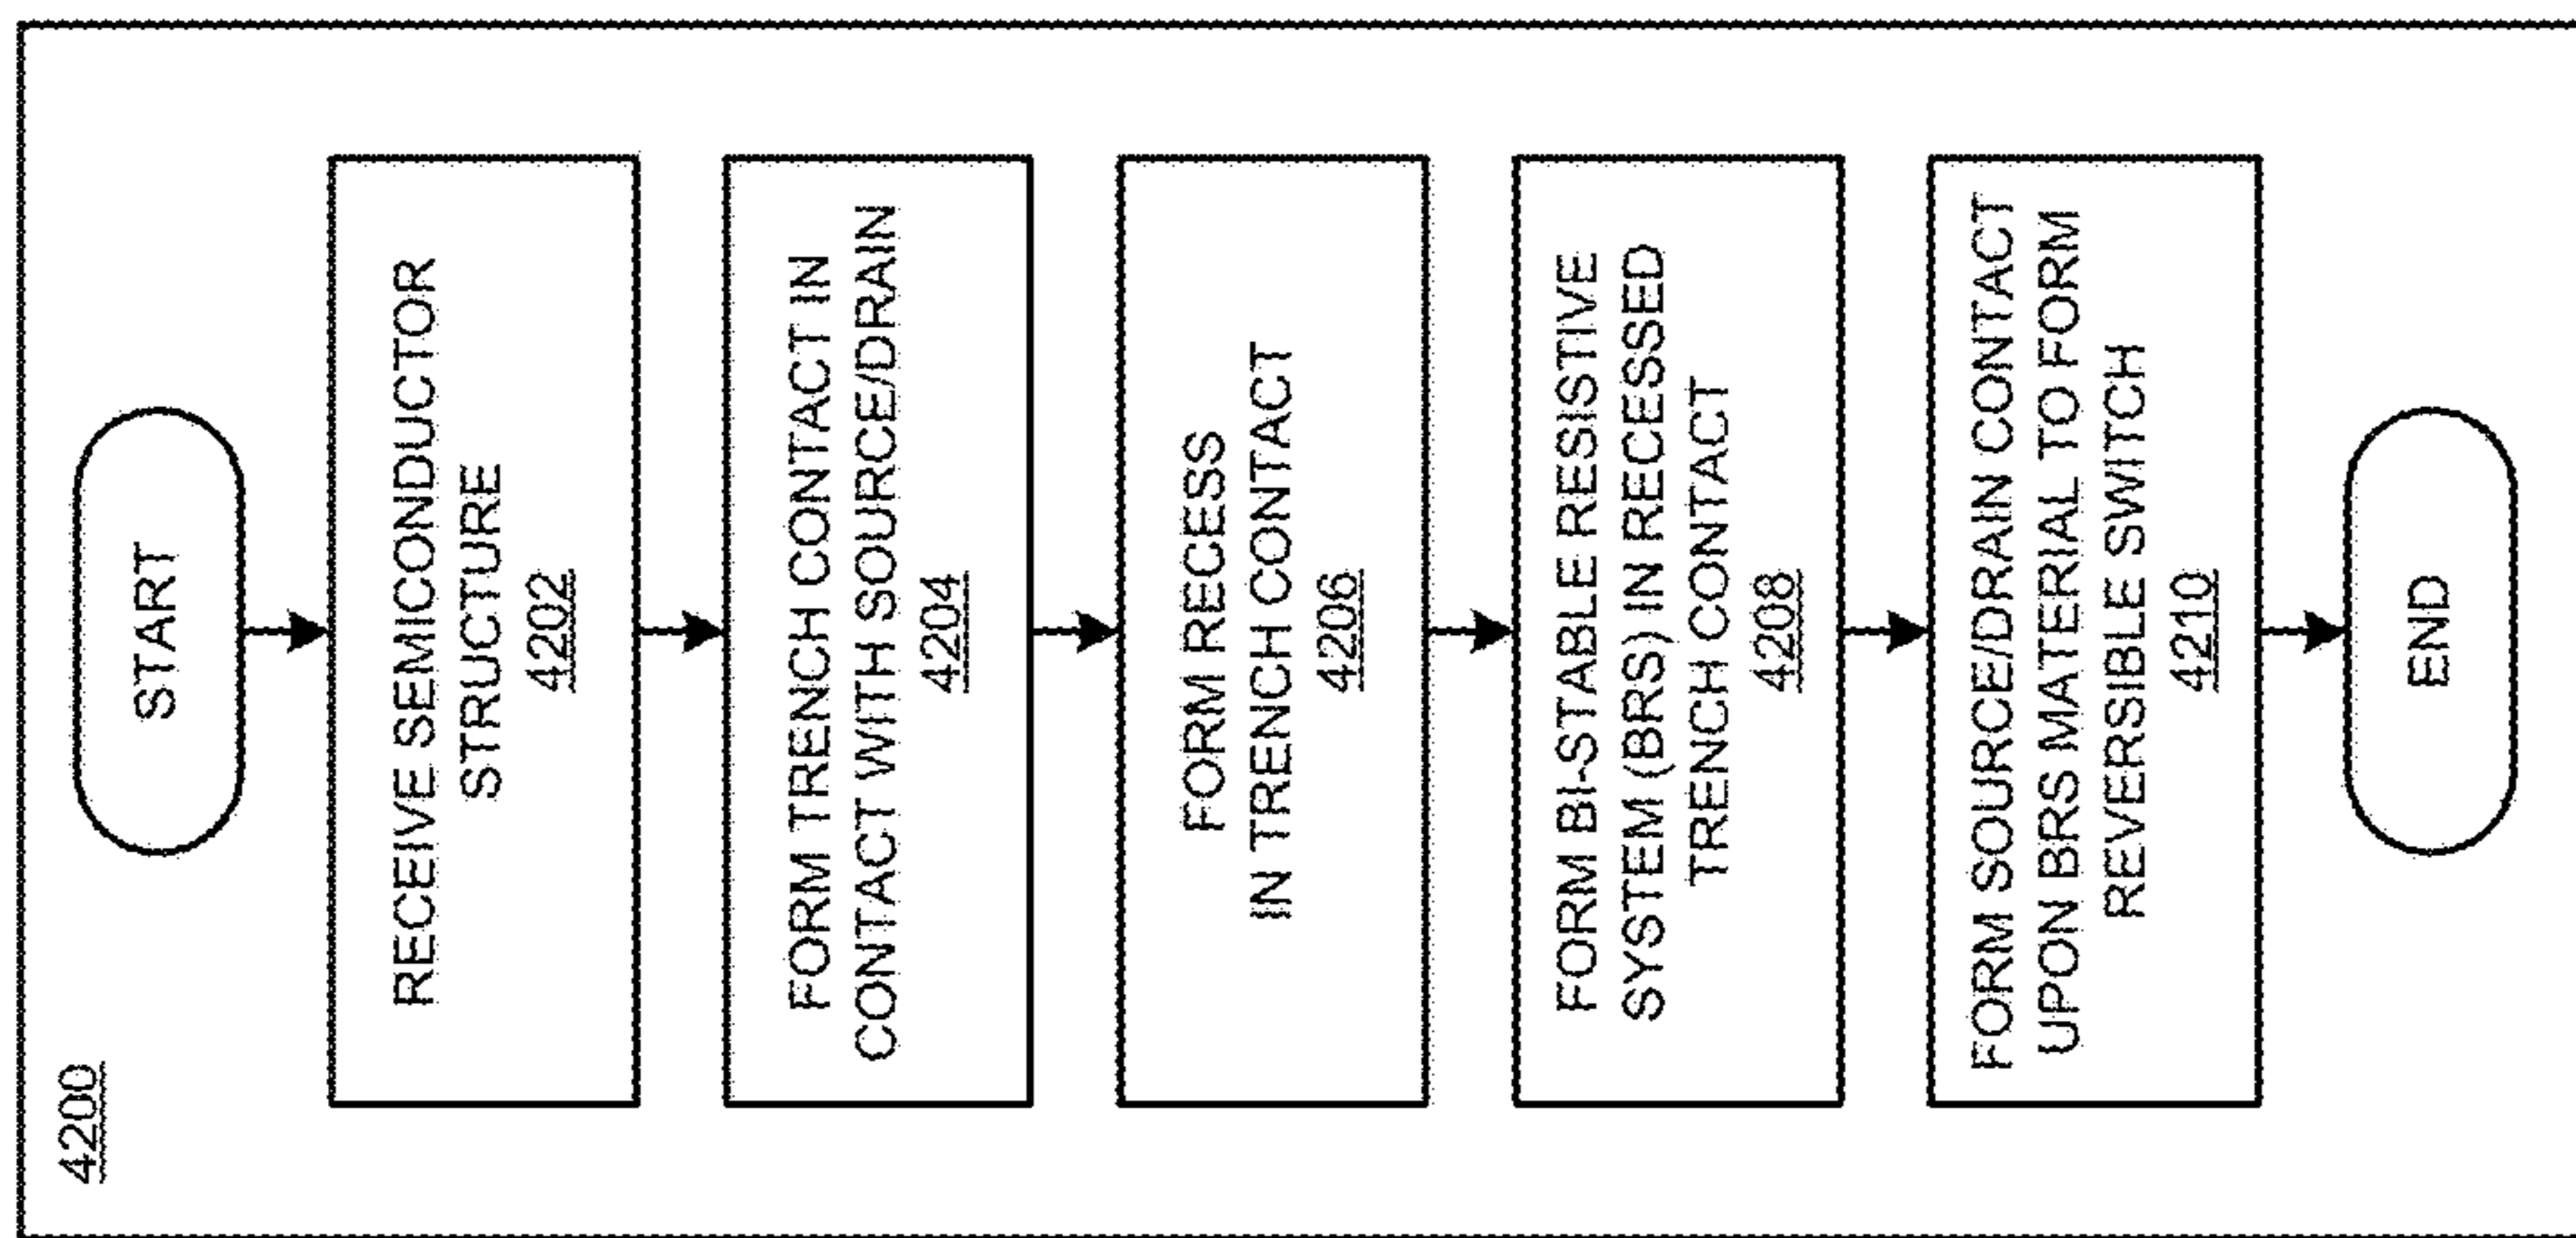 4200
START
RECEIVE SEMICONDUCTOR
STRUCTURE
4202
FORM TRENCH CONTACT IN
CONTACT WITH SOURCE/DRAIN
4204
FORM RECESS
IN TRENCH CONTACT
4206
FORM BI-STABLE RESISTIVE
SYSTEM (BRS) IN RECESSED
TRENCH CONTACT
4208
FORM SOURCE/DRAIN CONTACT
UPON BRS MATERIAL TO FORM
REVERSIBLE SWITCH
4210
END